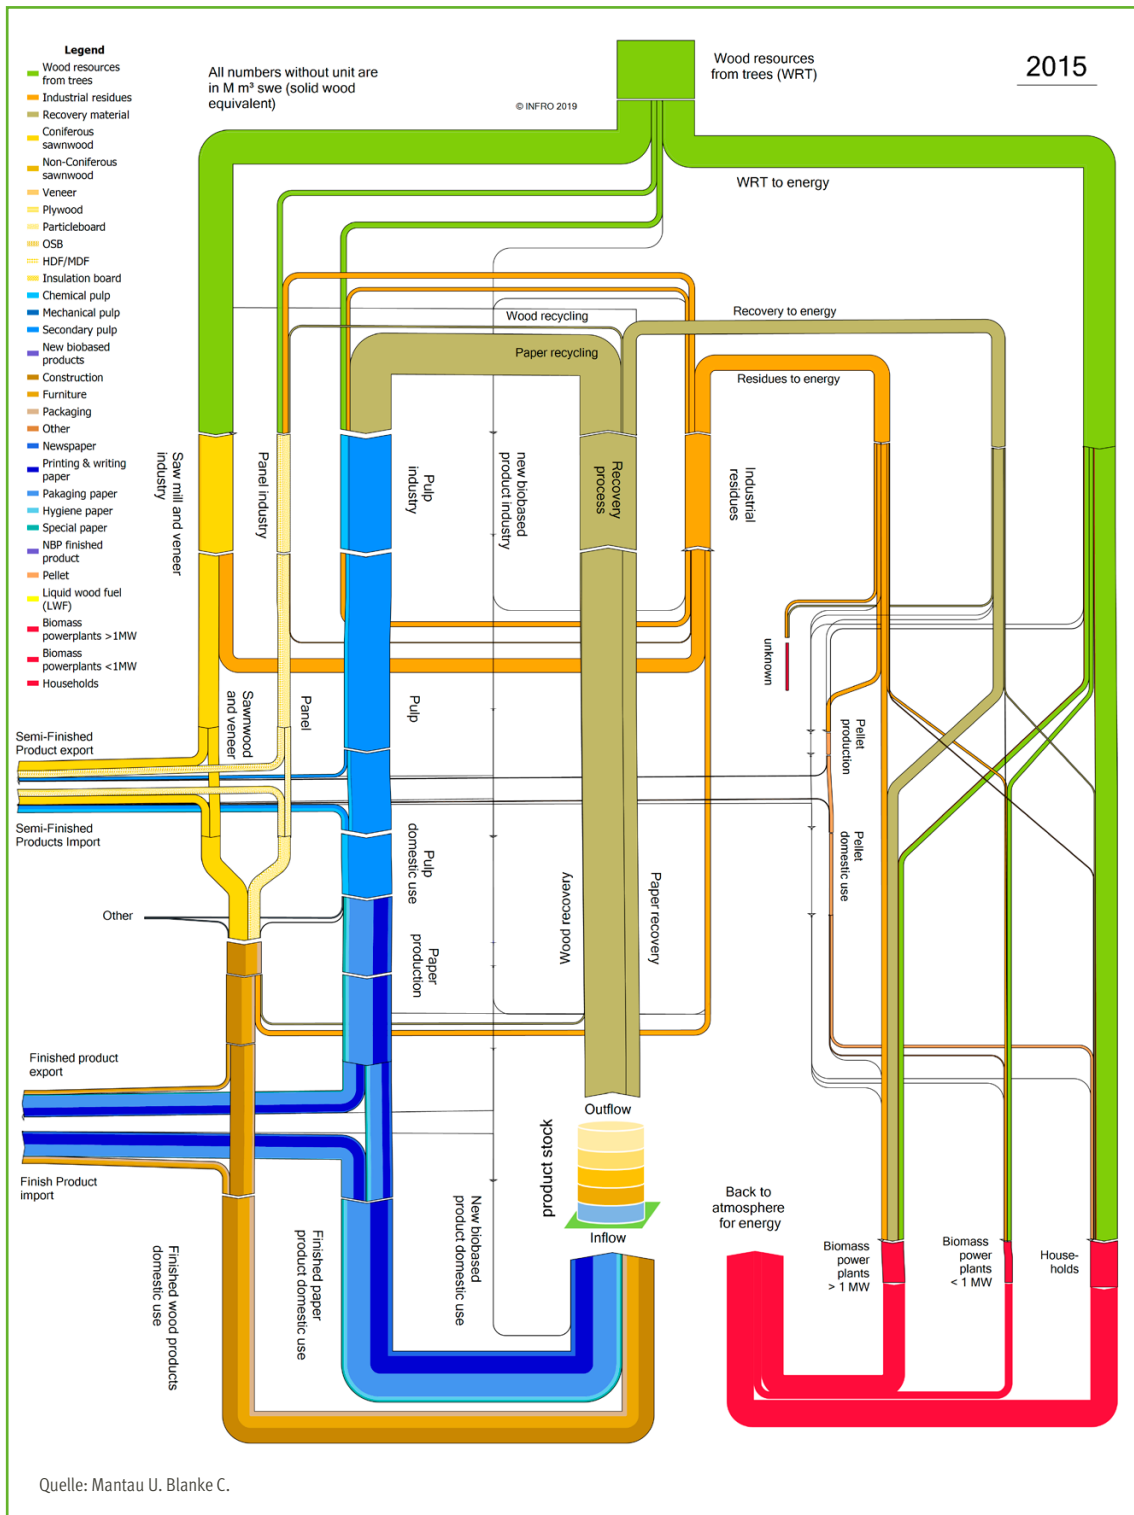 Legend
Wood resources
from trees
Industrial residues
Recovery material
Coniferous
sawnwood
Non-Coniferous
sawnwood
Veneer
Plywood
Particleboard
OSB
HDF/MDF
Insulation board
Chemical pulp
Mechanical pulp
Secondary pulp
New biobased
products
Construction
Furniture
Packaging
Other
Newspaper
Printing & writing
paper
Pakaging paper
Hygiene paper
Special paper
NBP finished
product
Pellet
Liquid wood fuel
(LWF)
Biomass
powerplants >1MW
Biomass
powerplants <1MW
Households
All numbers without unit are
in M m³ swe (solid wood
equivalent)
© INFRO 2019
Wood resources
from trees (WRT)
2015
WRT to energy
Wood recycling
Recovery to energy
Paper recycling
Residues to energy
Saw mill and veneer
industry
Panel industry
Pulp
industry
new biobased
product industry
Recovery
process
Industrial
residues
unknown
Sawnwood
and veneer
Panel
Pulp
Pellet
production
Semi-Finished
Product export
Semi-Finished
Products Import
Pulp
domestic use
Pellet
domestic use
Wood recovery
Paper recovery
Other
Paper
production
Finished product
export
Finish Product
import
Outflow
product stock
Inflow
Back to
atmosphere
for energy
Biomass
power
plants
> 1 MW
Biomass
power
plants
< 1 MW
House-
holds
Finished wood products
domestic use
Finished paper
product domestic use
New biobased
product domestic use
Quelle: Mantau U. Blanke C.